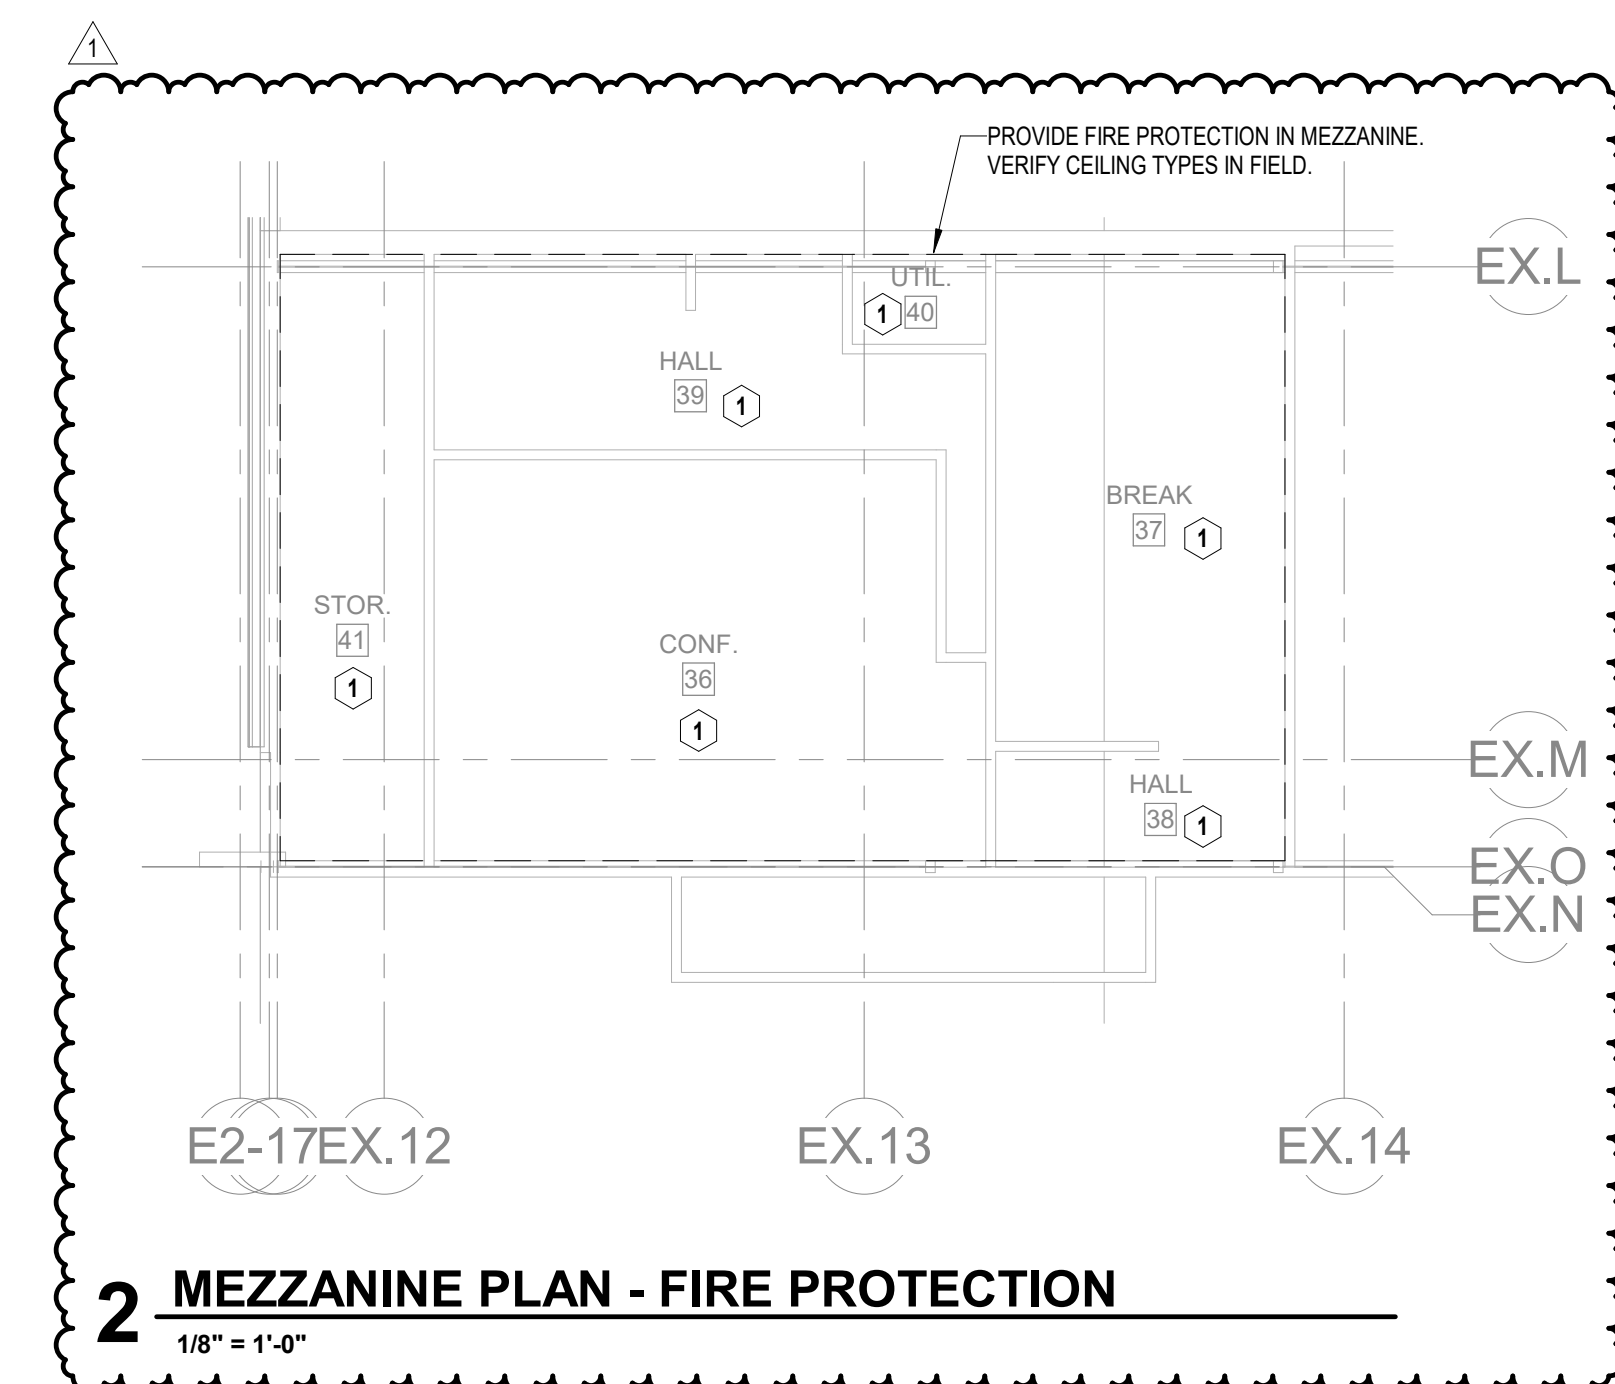 1
PROVIDE FIRE PROTECTION IN MEZZANINE.
VERIFY CEILING TYPES IN FIELD.
EX.L
UTIL.
1 40
HALL
39 1
BREAK
37 1
STOR.
41
1
CONF.
36
1
EX.M
HALL
38 1
EX.O
EX.N
E2-17 EX.12 EX.13 EX.14
2 MEZZANINE PLAN - FIRE PROTECTION
1/8" = 1'-0"